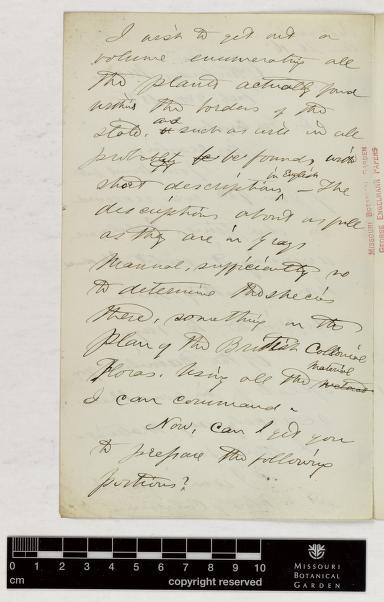 I wish to get out a
volume enumerating all
the plants actually found
within the borders of the
state, and such as will in all
probability be found, with
short descriptions in English, — The
descriptions about as full
as they are in Grays
Manual, sufficiently so
to determine the species
there, something on the
plan of the British Collonial
Floras. Using all the material
I can command.
Now, can I get you
to prepare the following
portions?
MISSOURI BOTANICAL GARDEN
GEORGE ENGELMANN PAPERS
0 1 2 3 4 5 6 7 8 9 10
cm
copyright reserved
MISSOURI
BOTANICAL
GARDEN